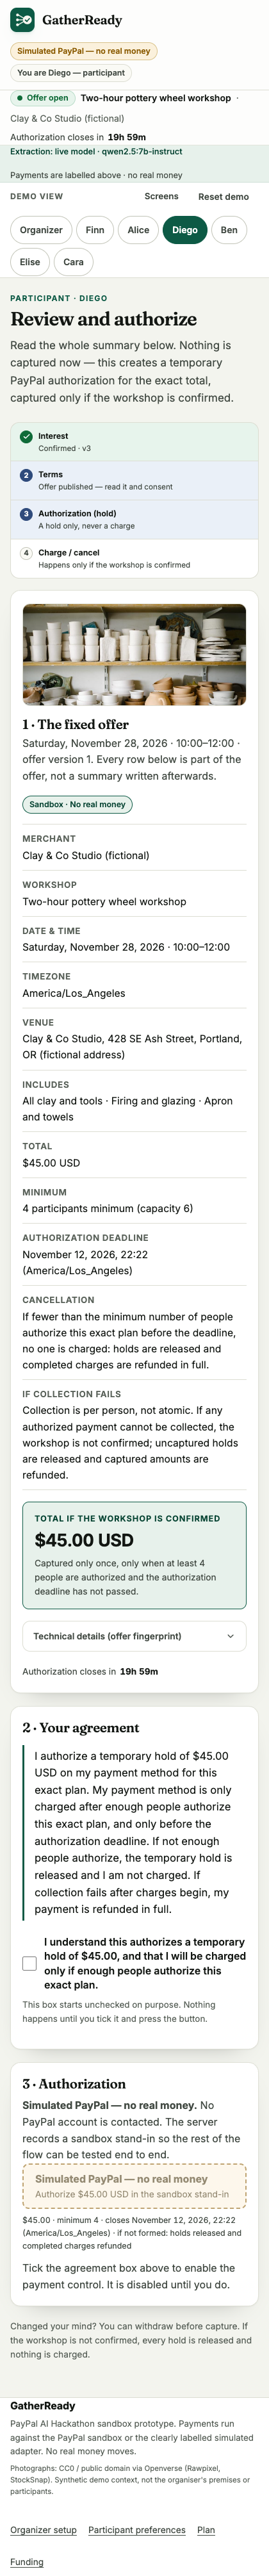 GatherReady
Simulated PayPal — no real money
You are Diego — participant
Offer open Two-hour pottery wheel workshop ·
Clay & Co Studio (fictional)
Authorization closes in 19h 59m
Extraction: live model · qwen2.5:7b-instruct
Payments are labelled above · no real money
DEMO VIEW Screens Reset demo
Organizer Finn Alice Diego Ben
Elise Cara
PARTICIPANT · DIEGO
Review and authorize
Read the whole summary below. Nothing is
captured now — this creates a temporary
PayPal authorization for the exact total,
captured only if the workshop is confirmed.
Interest
Confirmed · v3
2 Terms
Offer published — read it and consent
3 Authorization (hold)
A hold only, never a charge
4 Charge / cancel
Happens only if the workshop is confirmed
1 · The fixed offer
Saturday, November 28, 2026 · 10:00–12:00 ·
offer version 1. Every row below is part of the
offer, not a summary written afterwards.
Sandbox · No real money
MERCHANT
Clay & Co Studio (fictional)
WORKSHOP
Two-hour pottery wheel workshop
DATE & TIME
Saturday, November 28, 2026 · 10:00–12:00
TIMEZONE
America/Los_Angeles
VENUE
Clay & Co Studio, 428 SE Ash Street, Portland,
OR (fictional address)
INCLUDES
All clay and tools · Firing and glazing · Apron
and towels
TOTAL
$45.00 USD
MINIMUM
4 participants minimum (capacity 6)
AUTHORIZATION DEADLINE
November 12, 2026, 22:22
(America/Los_Angeles)
CANCELLATION
If fewer than the minimum number of people
authorize this exact plan before the deadline,
no one is charged: holds are released and
completed charges are refunded in full.
IF COLLECTION FAILS
Collection is per person, not atomic. If any
authorized payment cannot be collected, the
workshop is not confirmed; uncaptured holds
are released and captured amounts are
refunded.
TOTAL IF THE WORKSHOP IS CONFIRMED
$45.00 USD
Captured only once, only when at least 4
people are authorized and the authorization
deadline has not passed.
Technical details (offer fingerprint)
Authorization closes in 19h 59m
2 · Your agreement
I authorize a temporary hold of $45.00
USD on my payment method for this
exact plan. My payment method is only
charged after enough people authorize
this exact plan, and only before the
authorization deadline. If not enough
people authorize, the temporary hold is
released and I am not charged. If
collection fails after charges begin, my
payment is refunded in full.
I understand this authorizes a temporary
hold of $45.00, and that I will be charged
only if enough people authorize this
exact plan.
This box starts unchecked on purpose. Nothing
happens until you tick it and press the button.
3 · Authorization
Simulated PayPal — no real money. No
PayPal account is contacted. The server
records a sandbox stand-in so the rest of the
flow can be tested end to end.
Simulated PayPal — no real money
Authorize $45.00 USD in the sandbox stand-in
$45.00 · minimum 4 · closes November 12, 2026, 22:22
(America/Los_Angeles) · if not formed: holds released and
completed charges refunded
Tick the agreement box above to enable the
payment control. It is disabled until you do.
Changed your mind? You can withdraw before capture. If
the workshop is not confirmed, every hold is released and
nothing is charged.
GatherReady
PayPal AI Hackathon sandbox prototype. Payments run
against the PayPal sandbox or the clearly labelled simulated
adapter. No real money moves.
Photographs: CC0 / public domain via Openverse (Rawpixel,
StockSnap). Synthetic demo context, not the organiser's premises or
participants.
Organizer setup Participant preferences Plan
Funding